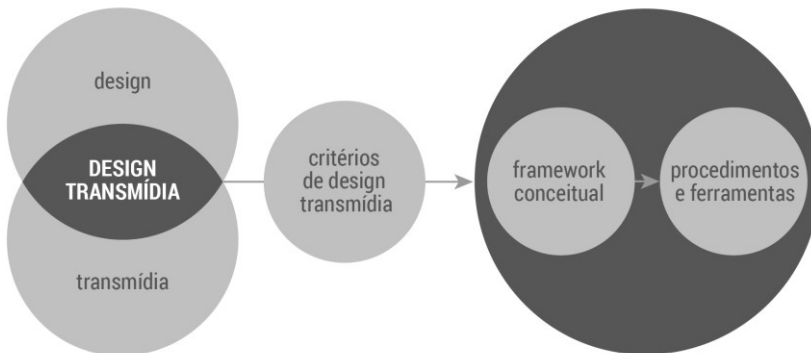 design
DESIGN
TRANSMÍDIA
transmídia
critérios
de design
transmídia
framework
conceitual
procedimentos
e ferramentas